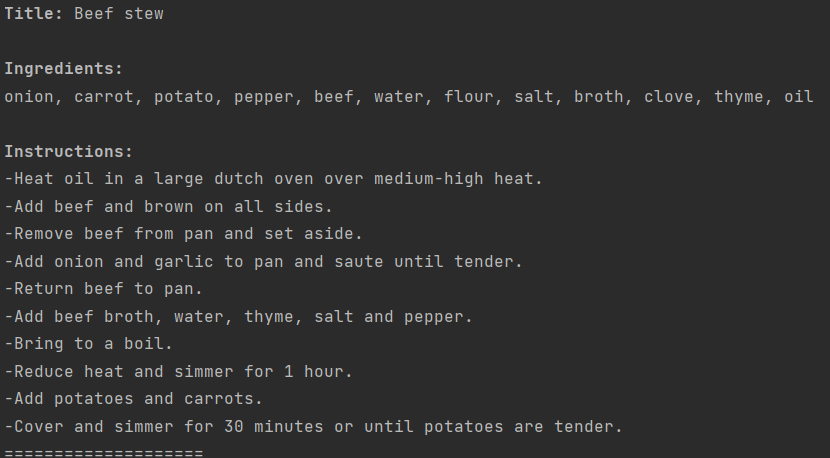 Title: Beef stew
Ingredients:
onion, carrot, potato, pepper, beef, water, flour, salt, broth, clove, thyme, oil
Instructions:
-Heat oil in a large dutch oven over medium-high heat.
-Add beef and brown on all sides.
-Remove beef from pan and set aside.
-Add onion and garlic to pan and saute until tender.
-Return beef to pan.
-Add beef broth, water, thyme, salt and pepper.
-Bring to a boil.
-Reduce heat and simmer for 1 hour.
-Add potatoes and carrots.
-Cover and simmer for 30 minutes or until potatoes are tender.
====================